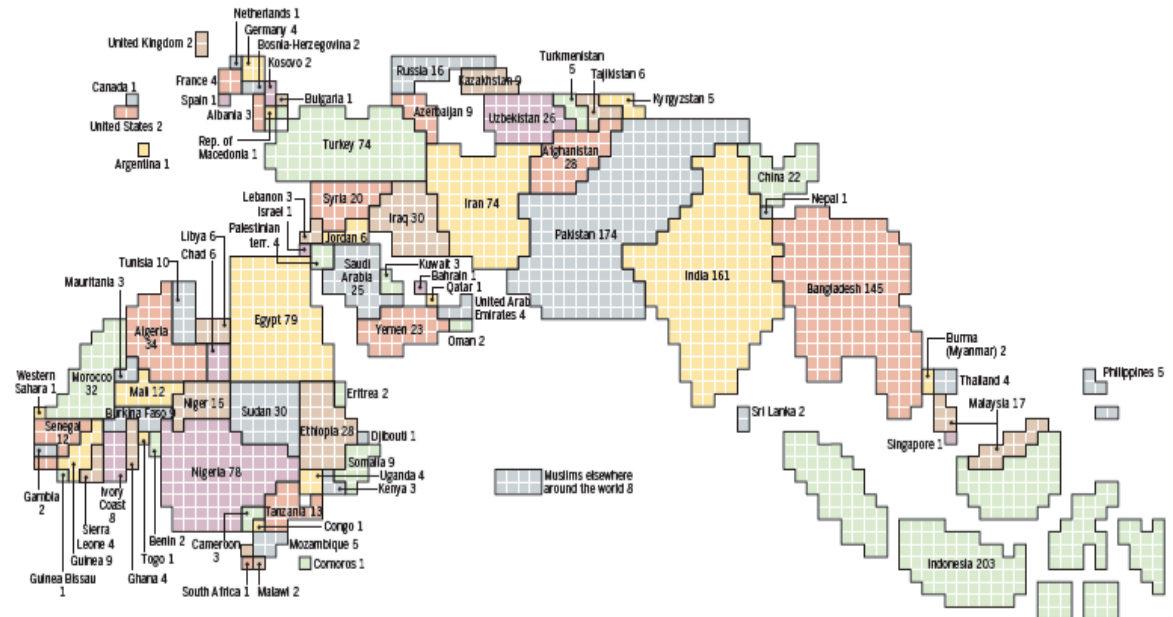 Netherlands 1
Germany 4
United Kingdom 2
Bosnia-Herzegovina 2
Kosovo 2
France 4
Canada 1
Spain 1
Bulgaria 1
Albania 3
United States 2
Rep. of
Macedonia 1
Argentina 1
Turkey 74
Russia 16
Kazakhstan 9
Turkmenistan
5
Tajikistan 6
Kyrgyzstan 5
Azerbaijan 9
Uzbekistan 26
Afghanistan
28
China 22
Nepal 1
Lebanon 3
Israel 1
Palestinian
terr. 4
Syria 20
Iraq 30
Iran 74
Pakistan 174
India 161
Bangladesh 145
Jordan 6
Libya 6
Chad 6
Tunisia 10
Mauritania 3
Saudi
Arabia
25
Kuwait 3
Bahrain 1
Qatar 1
United Arab
Emirates 4
Yemen 23
Oman 2
Egypt 79
Algeria
34
Morocco
32
Western
Sahara 1
Mali 12
Niger 15
Sudan 30
Eritrea 2
Burkina Faso 9
Senegal
12
Ethiopia 28
Djibouti 1
Somalia 9
Nigeria 78
Uganda 4
Kenya 3
Gambia
2
Ivory
Coast
8
Sierra
Leone 4
Guinea 9
Guinea Bissau
1
Benin 2
Togo 1
Ghana 4
Cameroon
3
Tanzania 13
Congo 1
Mozambique 5
Comoros 1
South Africa 1
Malawi 2
Muslims elsewhere
around the world 8
Burma
(Myanmar) 2
Thailand 4
Philippines 5
Sri Lanka 2
Malaysia 17
Singapore 1
Indonesia 203